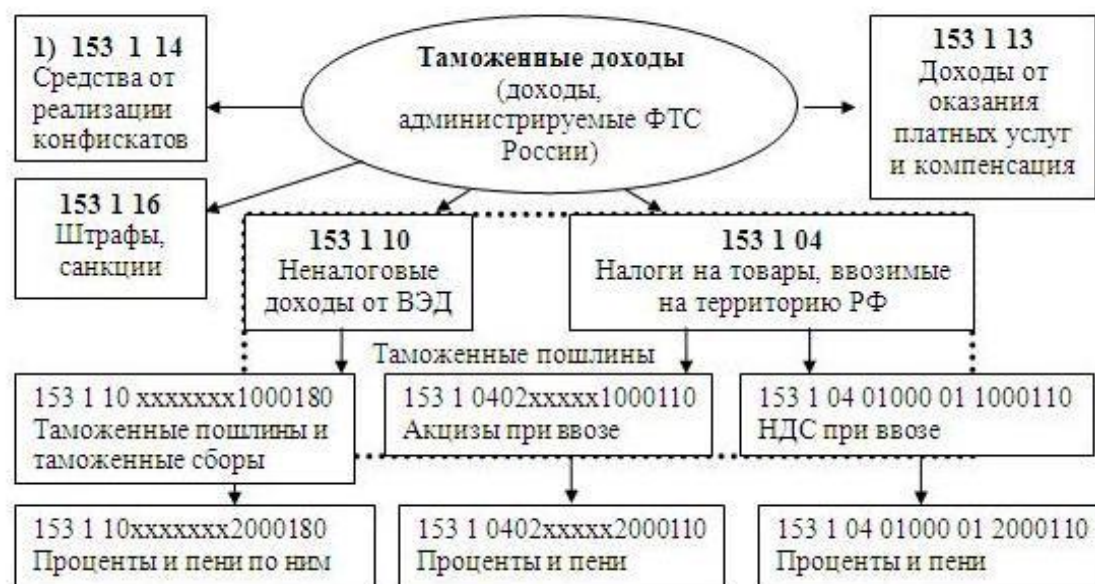 1) 153 1 14
Средства от
реализации
конфискатов
Таможенные доходы
(доходы,
администрируемые ФТС
России)
153 1 13
Доходы от
оказания
платных услуг
и компенсация
153 1 16
Штрафы,
санкции
153 1 10
Неналоговые
доходы от ВЭД
153 1 04
Налоги на товары, ввозимые
на территорию РФ
Таможенные пошлины
153 1 10 xxxxxxx1000180
Таможенные пошлины и
таможенные сборы
153 1 0402xxxxx1000110
Акцизы при ввозе
153 1 04 01000 01 1000110
НДС при ввозе
153 1 10xxxxxxx2000180
Проценты и пени по ним
153 1 0402xxxxx2000110
Проценты и пени
153 1 04 01000 01 2000110
Проценты и пени